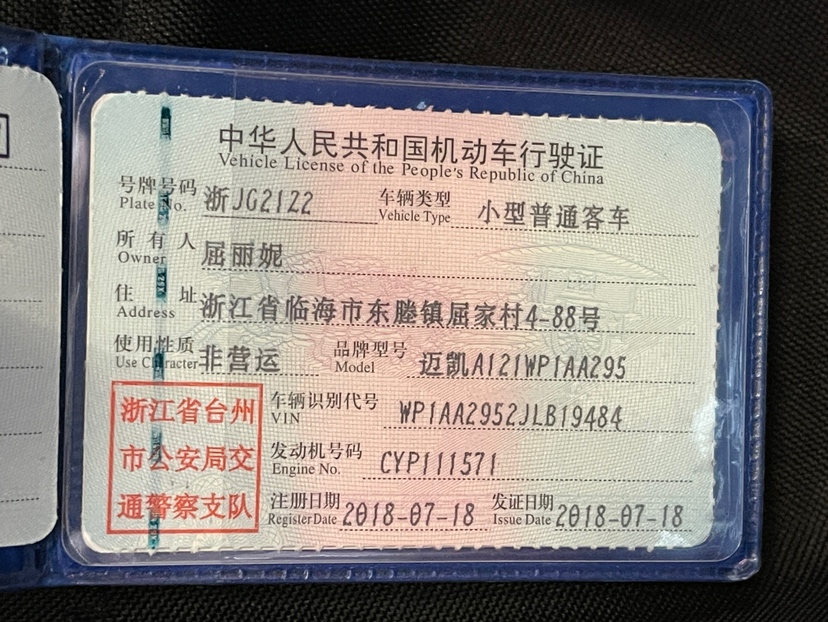 中华人民共和国机动车行驶证
Vehicle License of the People's Republic of China
号牌号码 浙JG21Z2 车辆类型 小型普通客车
Plate No. Vehicle Type
所有人 屈丽妮
Owner
住址 浙江省临海市东塍镇屈家村4-88号
Address
使用性质 非营运 品牌型号 迈凯A121WP1AA295
Use Character Model
浙江省台州
市公安局交
通警察支队
车辆识别代号 WP1AA2952JLB19484
VIN
发动机号码 CYP111571
Engine No.
注册日期 2018-07-18 发证日期 2018-07-18
Register Date Issue Date